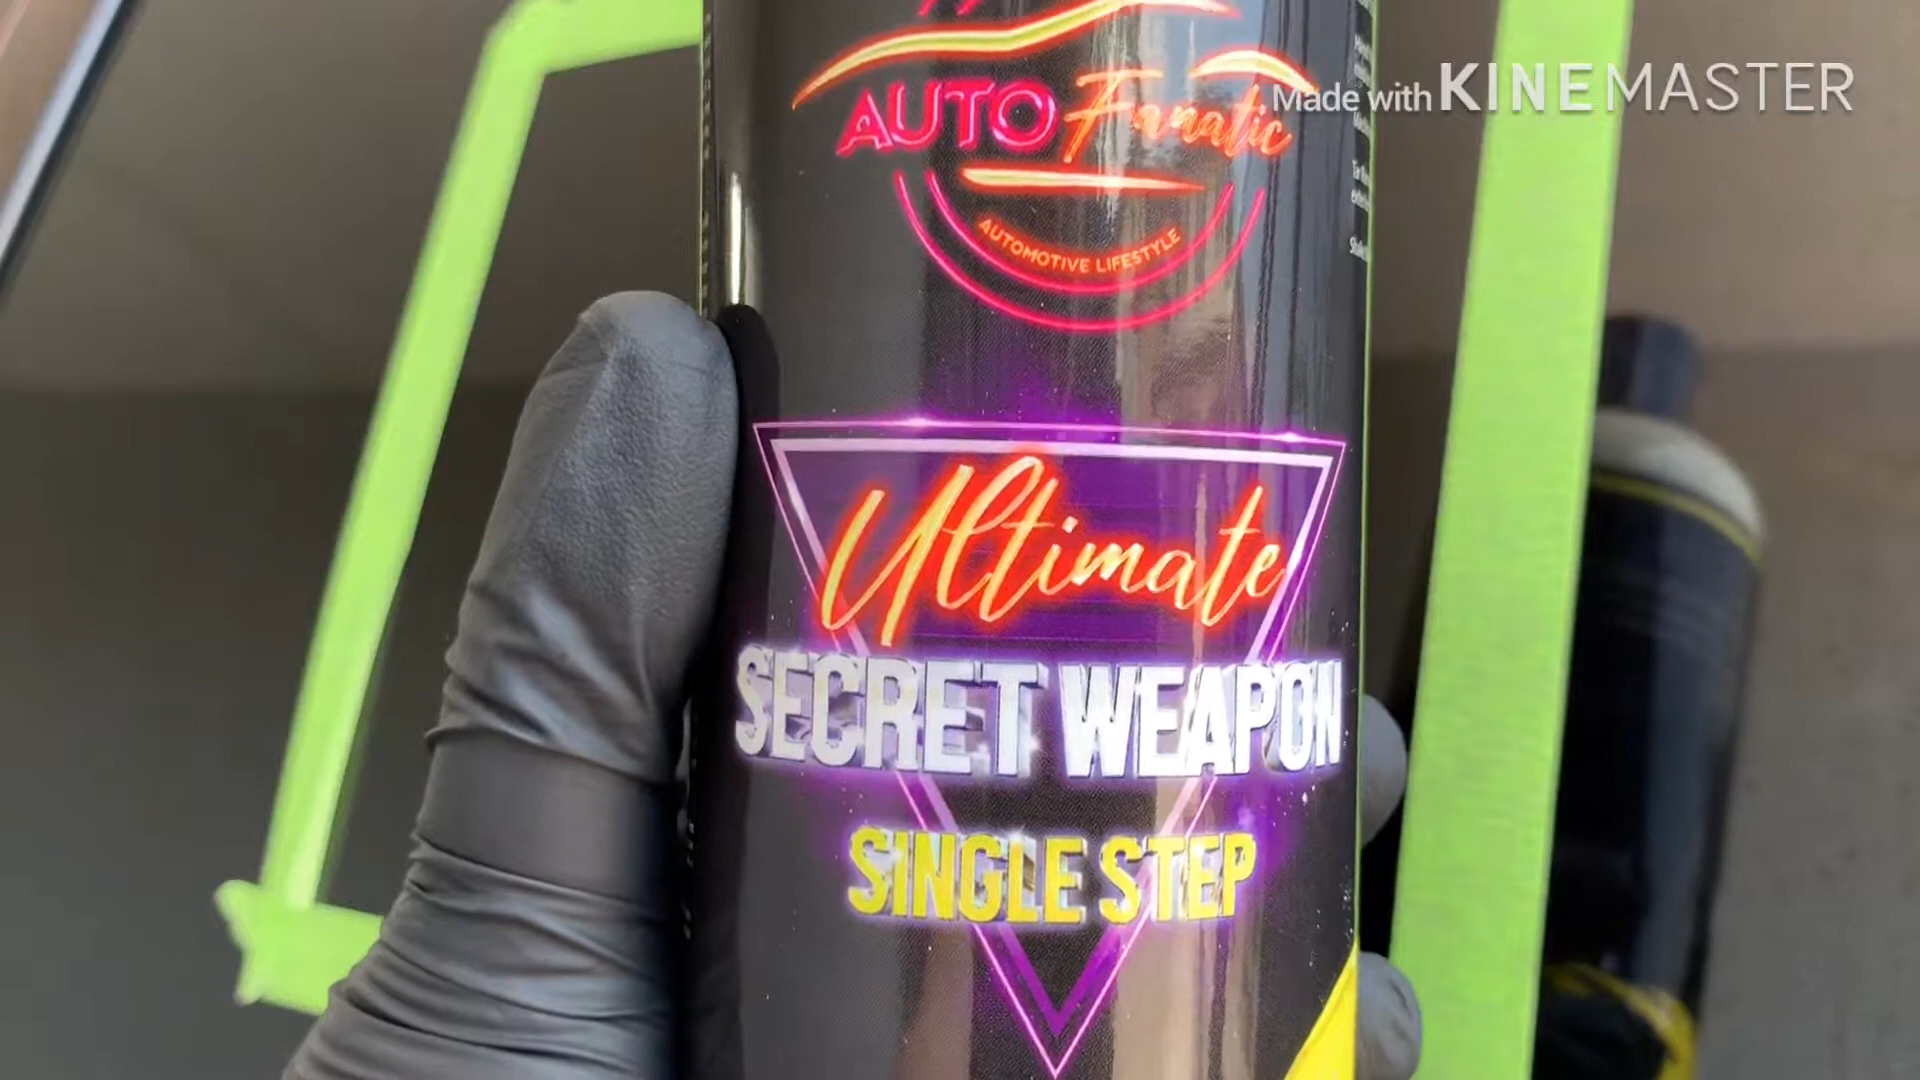 Made with KINEMASTER
AUTO Fanatic
AUTOMOTIVE LIFESTYLE
Ultimate
SECRET WEAPON
SINGLE STEP